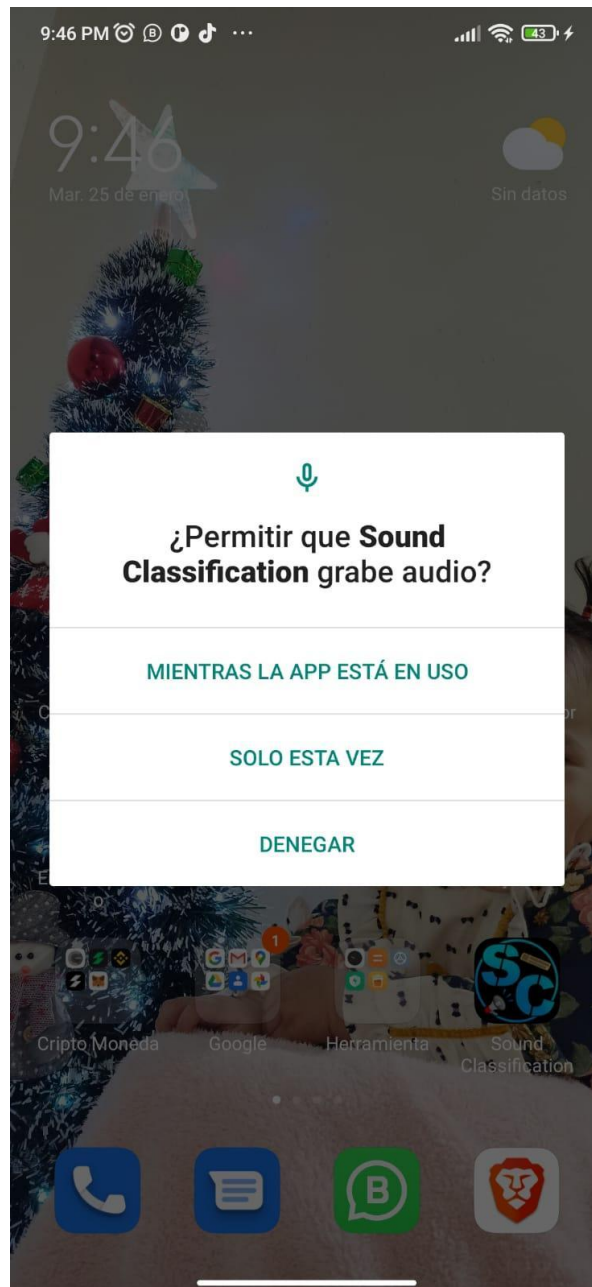 9:46 PM
43
9:46
Mar. 25 de enero
Sin datos
¿Permitir que Sound
Classification grabe audio?
MIENTRAS LA APP ESTÁ EN USO
SOLO ESTA VEZ
DENEGAR
1
SC
Cripto Moneda
Google
Herramienta
Sound
Classification
B